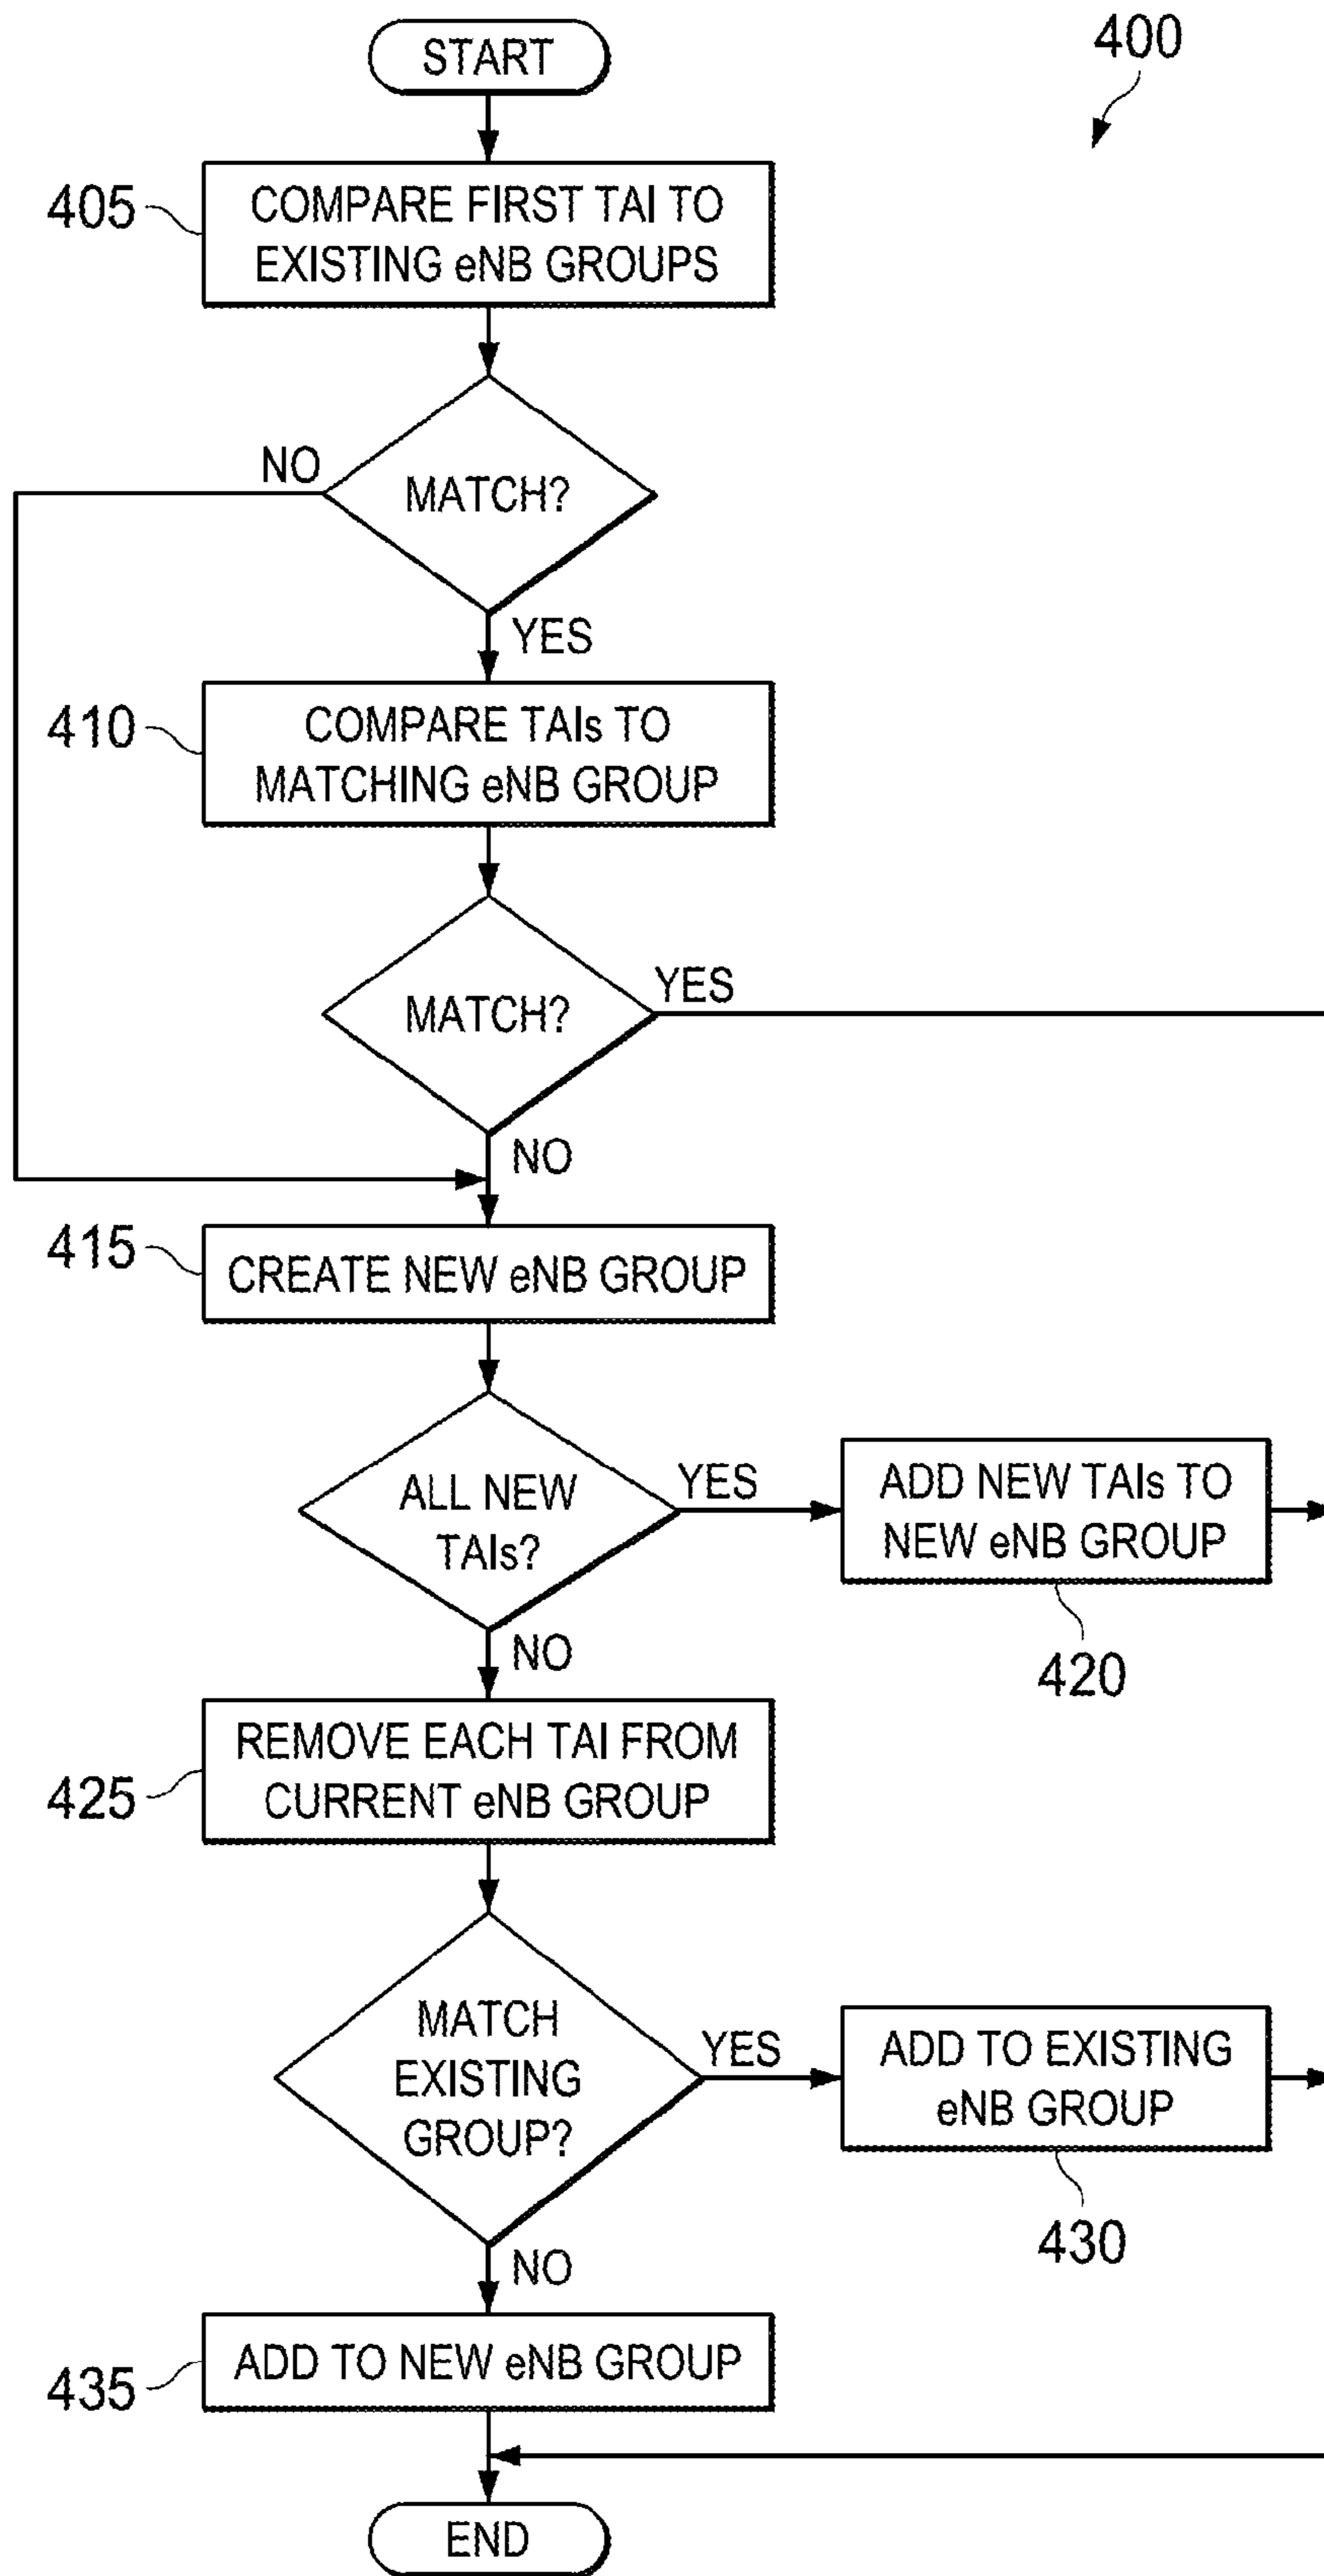 START
400
405
COMPARE FIRST TAI TO
EXISTING eNB GROUPS
NO
MATCH?
YES
410
COMPARE TAIs TO
MATCHING eNB GROUP
MATCH?
YES
NO
415
CREATE NEW eNB GROUP
ALL NEW
TAIs?
YES
ADD NEW TAIs TO
NEW eNB GROUP
420
NO
425
REMOVE EACH TAI FROM
CURRENT eNB GROUP
MATCH
EXISTING
GROUP?
YES
ADD TO EXISTING
eNB GROUP
430
NO
435
ADD TO NEW eNB GROUP
END